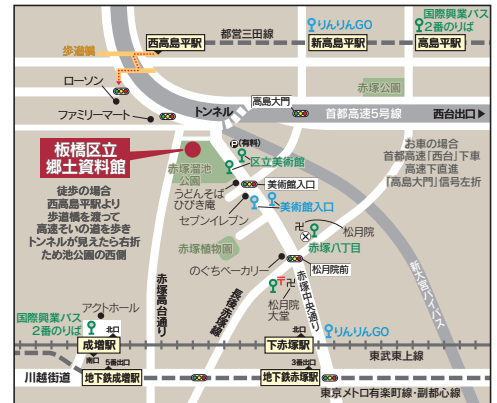 国際興業バス
2番のりば
りんりんGO
都営三田線
歩道橋
西高島平駅
新高島平駅
高島平駅
ローソン
赤塚公園
ファミリーマート
トンネル
高島大門
首都高速5号線
西台出口
板橋区立
郷土資料館
P(有料)
区立美術館
お車の場合
首都高速「西台」下車
高速下直進
「高島大門」信号左折
赤塚溜池
公園
徒歩の場合
西高島平駅より
歩道橋を渡って
高速そいの道を歩き
トンネルが見えたら右折
ため池公園の西側
うどんそば
ひびき庵
美術館入口
セブンイレブン
美術館入口
松月院
赤塚八丁目
赤塚植物園
のぐちベーカリー
松月院前
新大宮バイパス
赤塚高台通り
長後赤塚線
赤塚中央通り
松月院
大堂
アクトホール
国際興業バス
2番のりば
北口
成増駅
南口
北口
下赤塚駅
りんりんGO
東武東上線
川越街道
5番出口
地下鉄成増駅
3番出口
地下鉄赤塚駅
東京メトロ有楽町線・副都心線